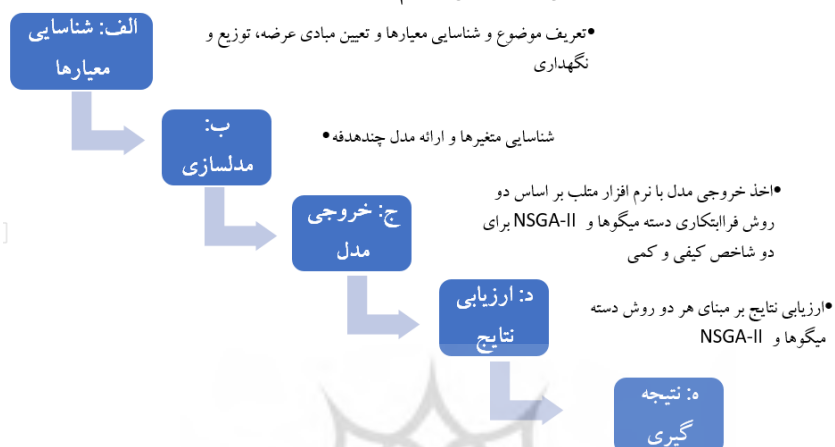 الف: شناسایی
معیارها
•تعریف موضوع و شناسایی معیارها و تعیین مبادی عرضه، توزیع و
نگهداری
ب:
مدلسازی
شناسایی متغیرها و ارائه مدل چندهدفه•
ج: خروجی
مدل
•اخذ خروجی مدل با نرم افزار متلب بر اساس دو
روش فراابتکاری دسته میگوها و NSGA-II برای
دو شاخص کیفی و کمی
د: ارزیابی
نتایج
•ارزیابی نتایج بر مبنای هر دو روش دسته
میگوها و NSGA-II
ه: نتیجه
گیری